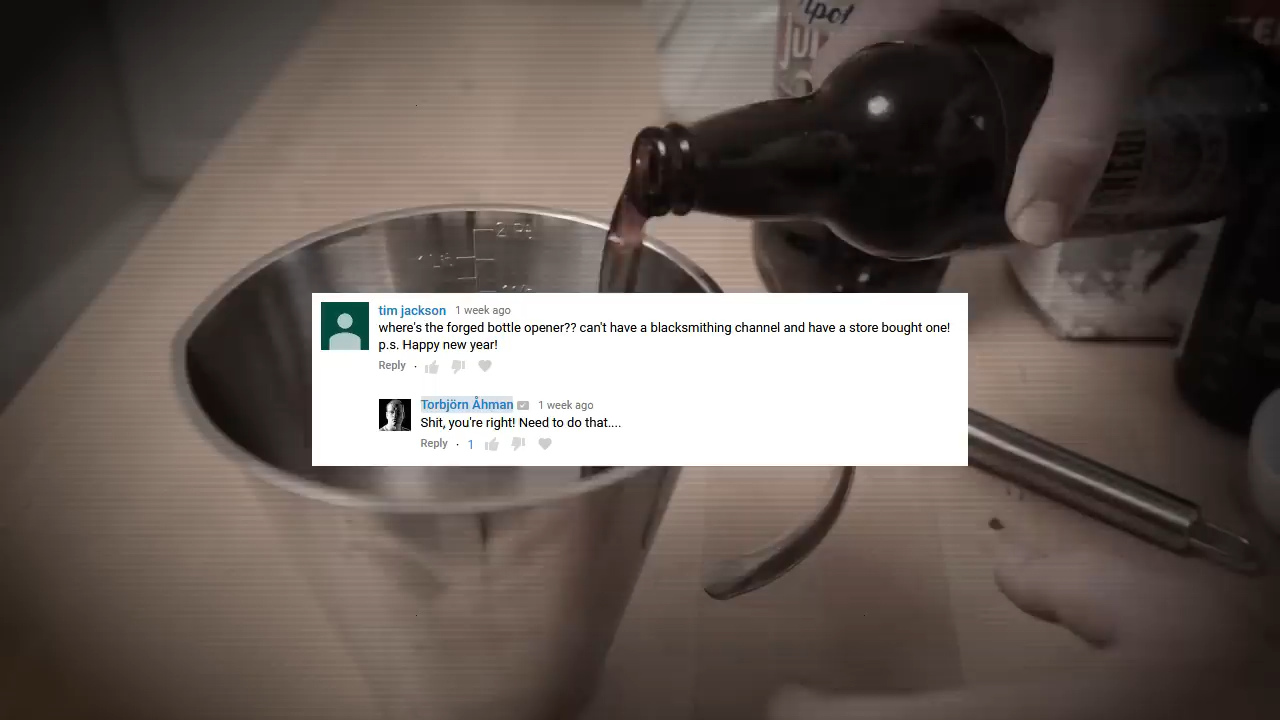 tim jackson 1 week ago
where's the forged bottle opener?? can't have a blacksmithing channel and have a store bought one!
p.s. Happy new year!
Reply ·
Torbjörn Åhman 1 week ago
Shit, you're right! Need to do that....
Reply · 1